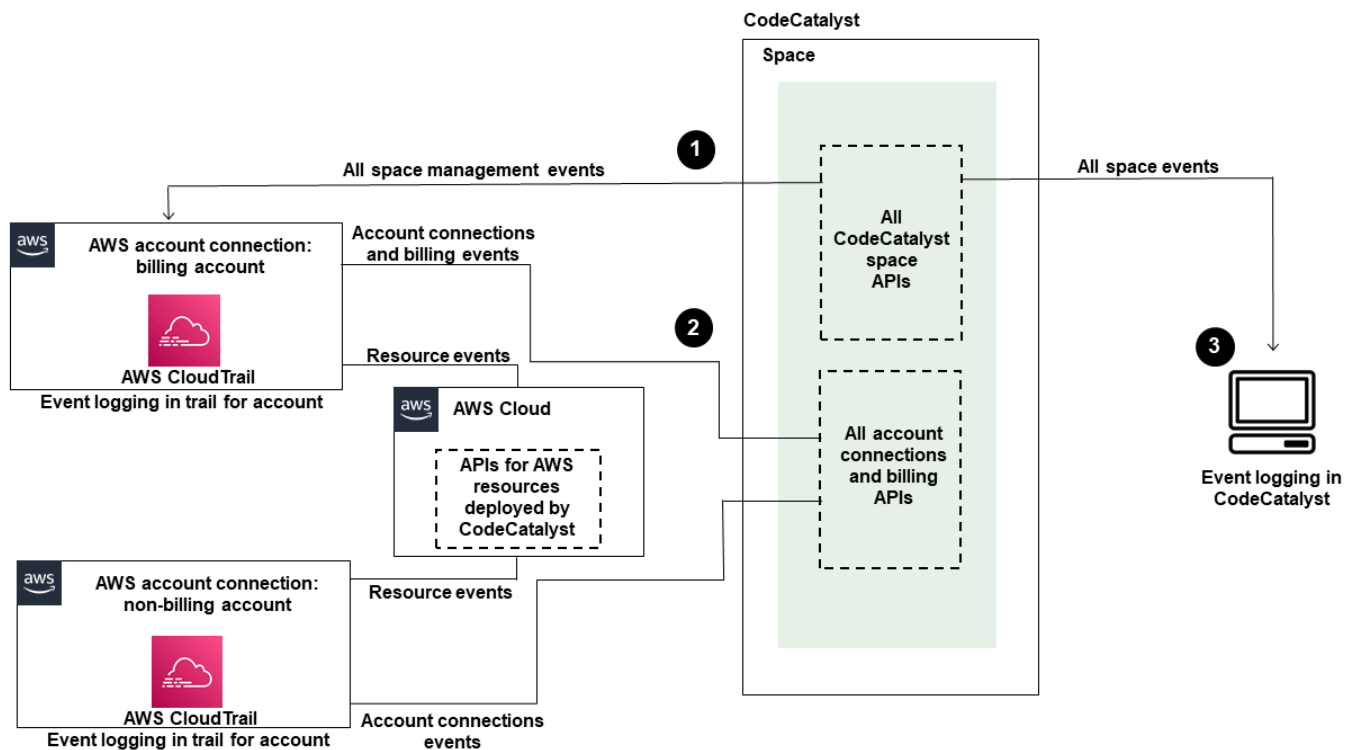 CodeCatalyst
Space
1
All space management events
All space events
All
CodeCatalyst
space
APIs
aws
AWS account connection:
billing account
AWS CloudTrail
Event logging in trail for account
Account connections
and billing events
2
Resource events
3
aws
AWS Cloud
APIs for AWS
resources
deployed by
CodeCatalyst
All account
connections
and billing
APIs
Event logging in
CodeCatalyst
aws
AWS account connection:
non-billing account
AWS CloudTrail
Event logging in trail for account
Resource events
Account connections
events